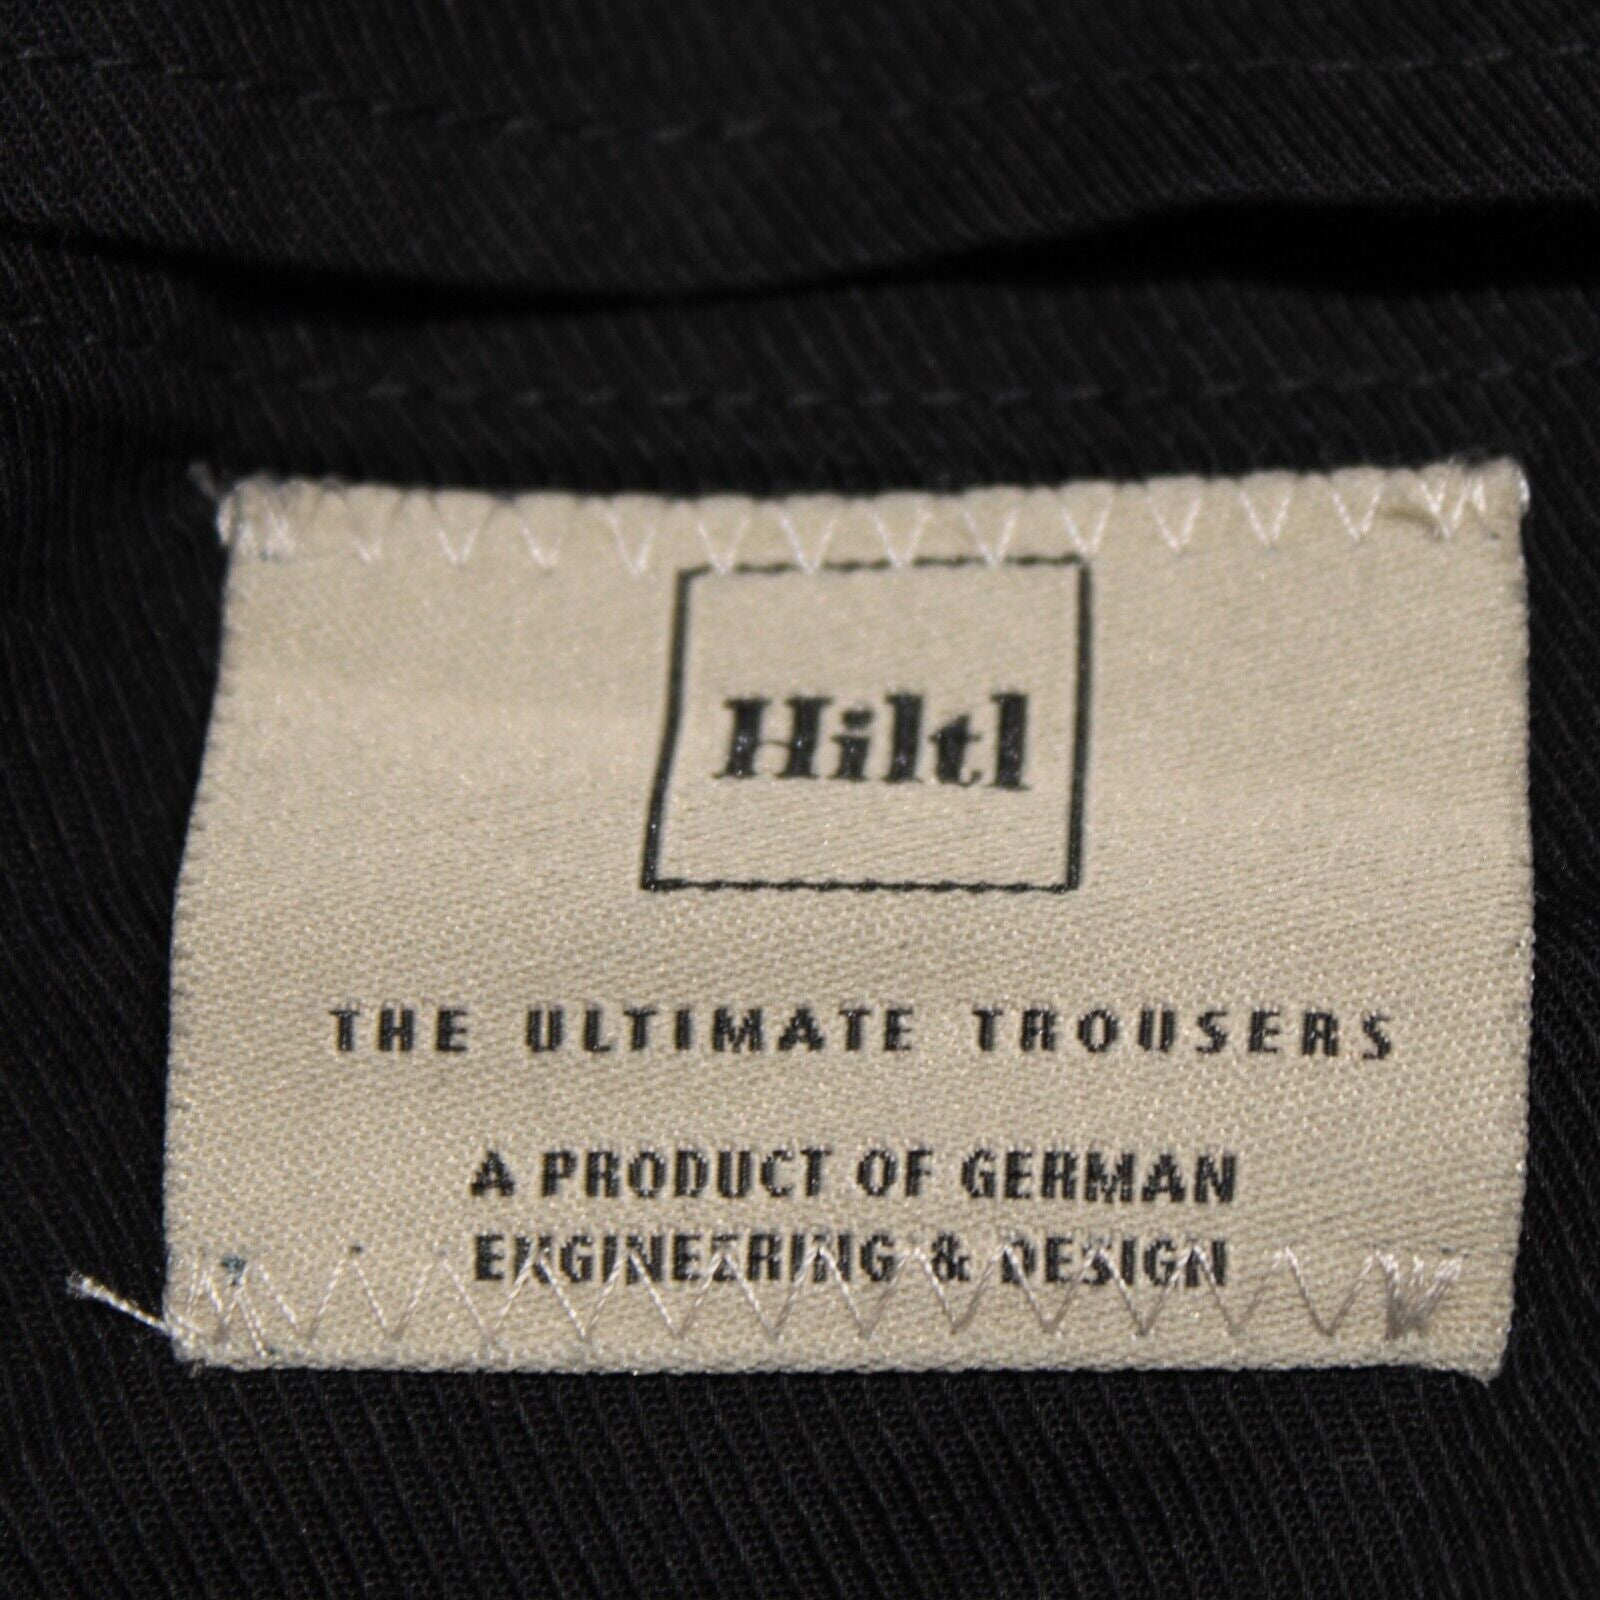 Hiltl
THE ULTIMATE TROUSERS
A PRODUCT OF GERMAN
ENGINEERING & DESIGN